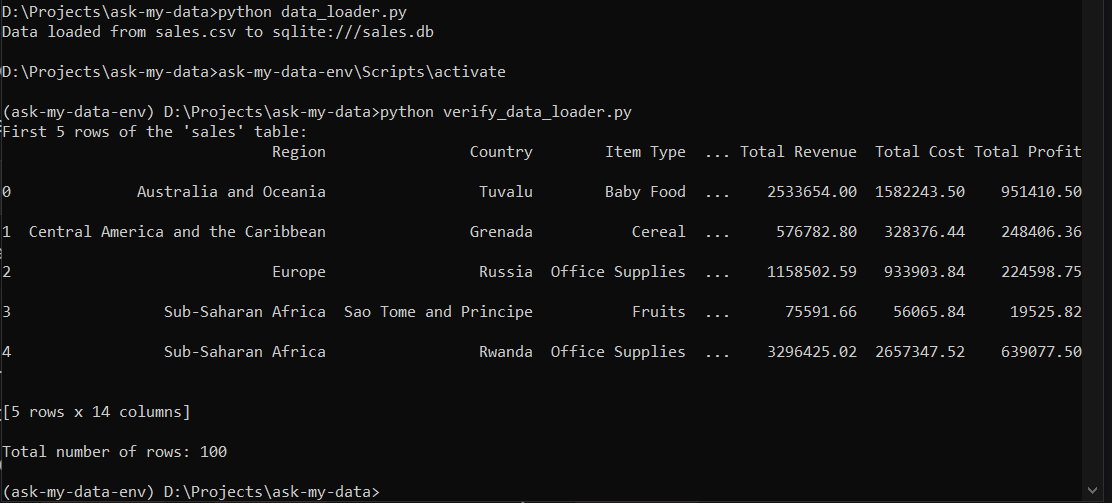 D:\Projects\ask-my-data>python data_loader.py
Data loaded from sales.csv to sqlite:///sales.db
D:\Projects\ask-my-data>ask-my-data-env\Scripts\activate
(ask-my-data-env) D:\Projects\ask-my-data>python verify_data_loader.py
First 5 rows of the 'sales' table:
Region Country Item Type ... Total Revenue Total Cost Total Profit
0 Australia and Oceania Tuvalu Baby Food ... 2533654.00 1582243.50 951410.50
1 Central America and the Caribbean Grenada Cereal ... 576782.80 328376.44 248406.36
2 Europe Russia Office Supplies ... 1158502.59 933903.84 224598.75
3 Sub-Saharan Africa Sao Tome and Principe Fruits ... 75591.66 56065.84 19525.82
4 Sub-Saharan Africa Rwanda Office Supplies ... 3296425.02 2657347.52 639077.50
[5 rows x 14 columns]
Total number of rows: 100
(ask-my-data-env) D:\Projects\ask-my-data>